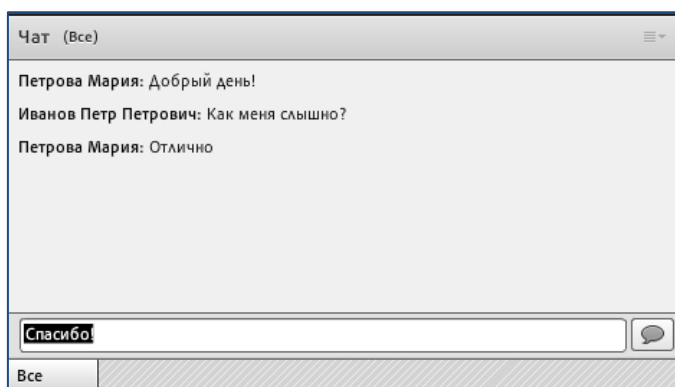 Чат (Все)
Петрова Мария: Добрый день!
Иванов Петр Петрович: Как меня слышно?
Петрова Мария: Отлично
Спасибо!
Все